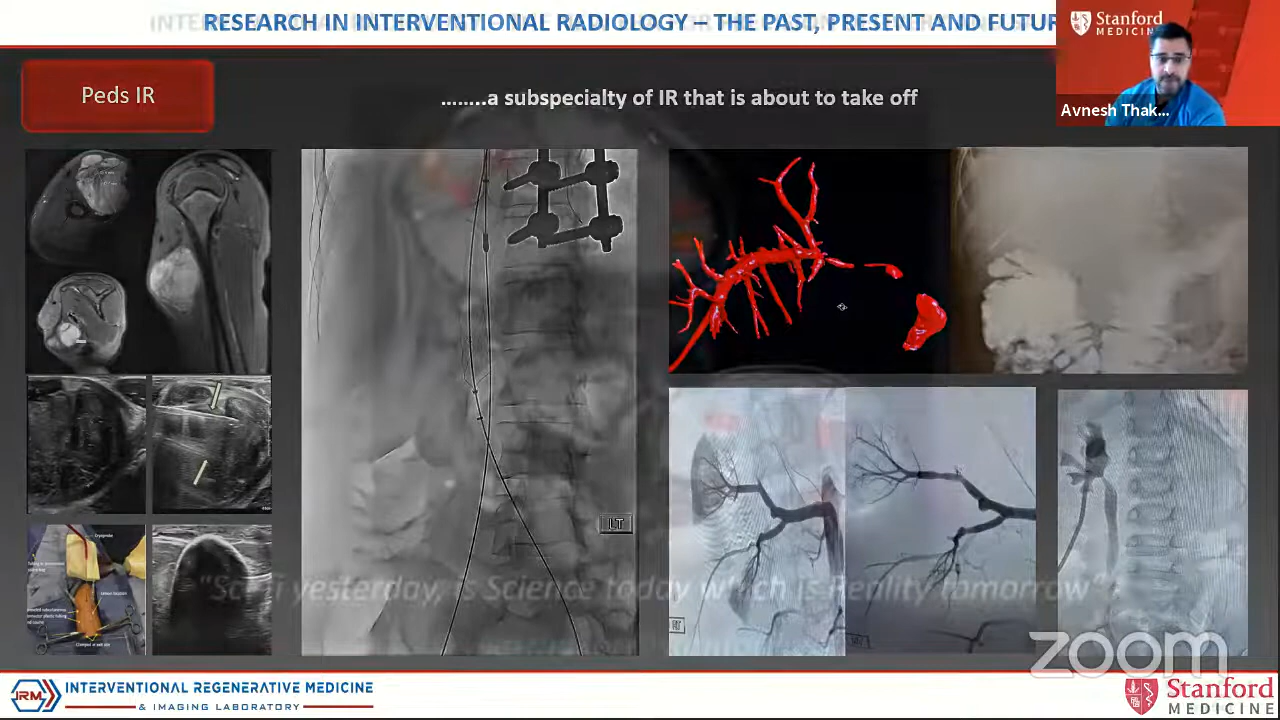 RESEARCH IN INTERVENTIONAL RADIOLOGY – THE PAST, PRESENT AND FUTUR
Stanford
MEDICINE
Avnesh Thak...
Peds IR
........a subspecialty of IR that is about to take off
LT
Cryoprobe
"Sci-fi yesterday, is Science today which is Reality tomorrow"
zoom
IRM
INTERVENTIONAL REGENERATIVE MEDICINE
& IMAGING LABORATORY
Stanford
MEDICINE